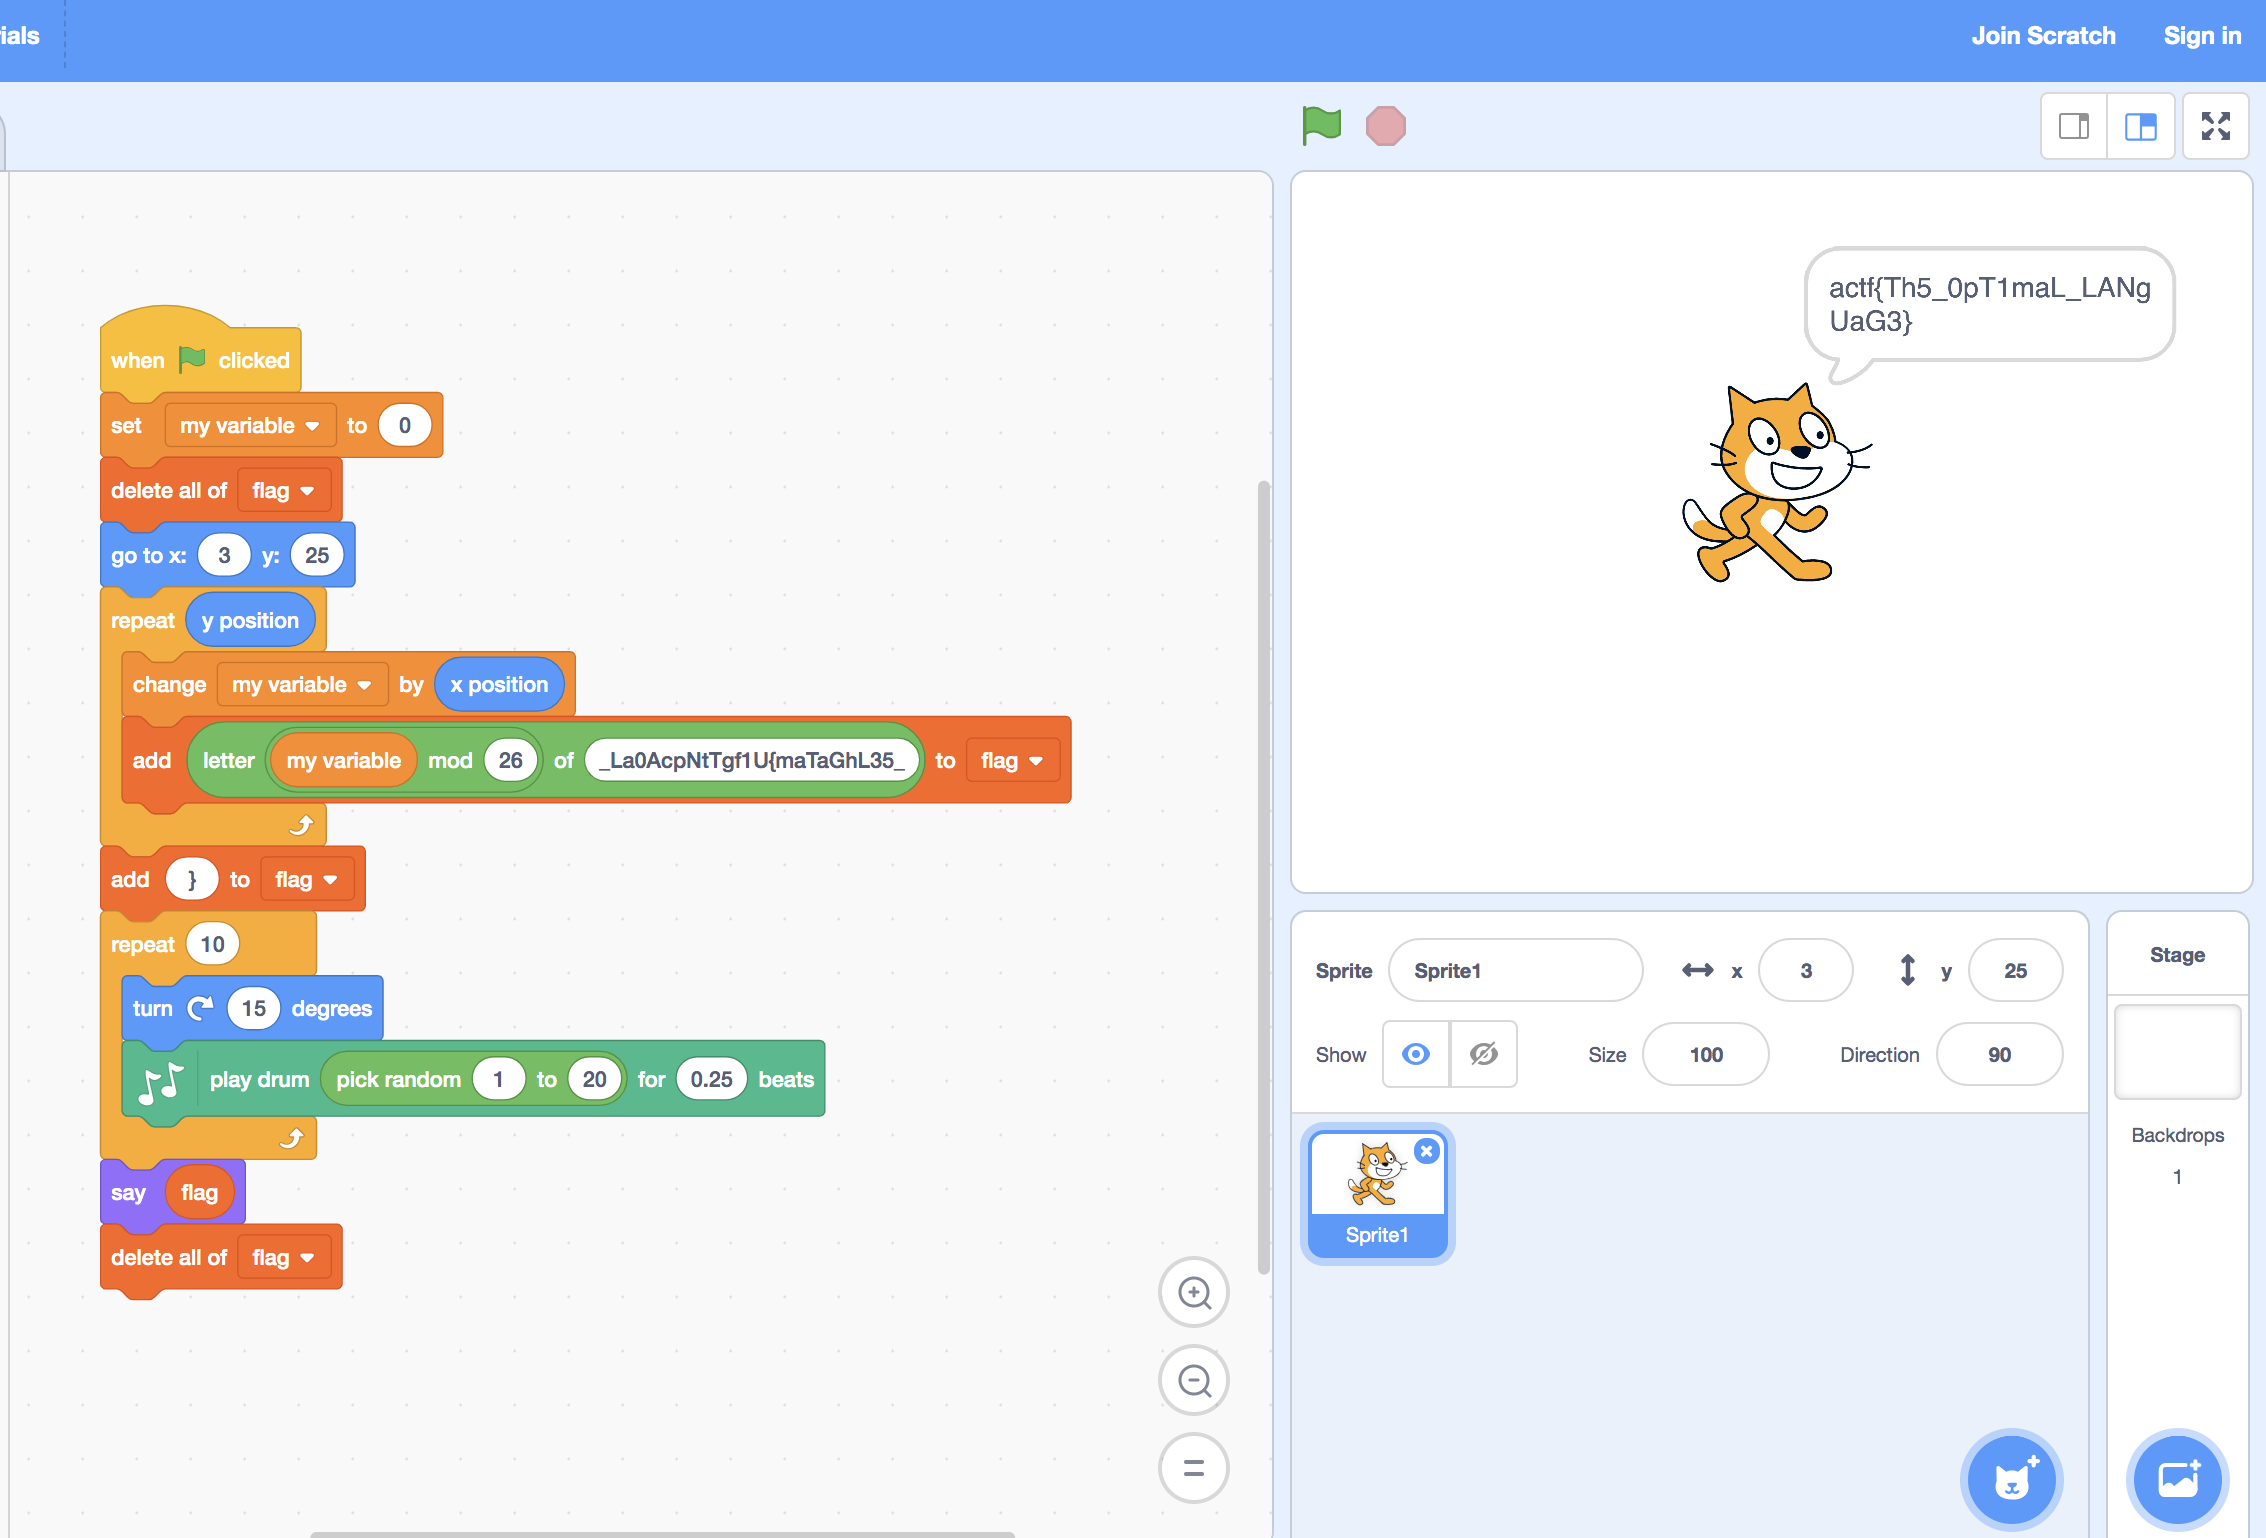 ials
Join Scratch
Sign in
when clicked
set my variable to 0
delete all of flag
go to x: 3 y: 25
repeat y position
change my variable by x position
add letter my variable mod 26 of _La0AcpNtTgf1U{maTaGhL35_ to flag
add } to flag
repeat 10
turn 15 degrees
play drum pick random 1 to 20 for 0.25 beats
say flag
delete all of flag
actf{Th5_0pT1maL_LANg
UaG3}
Sprite Sprite1 x 3 y 25
Show Size 100 Direction 90
Sprite1
Stage
Backdrops
1